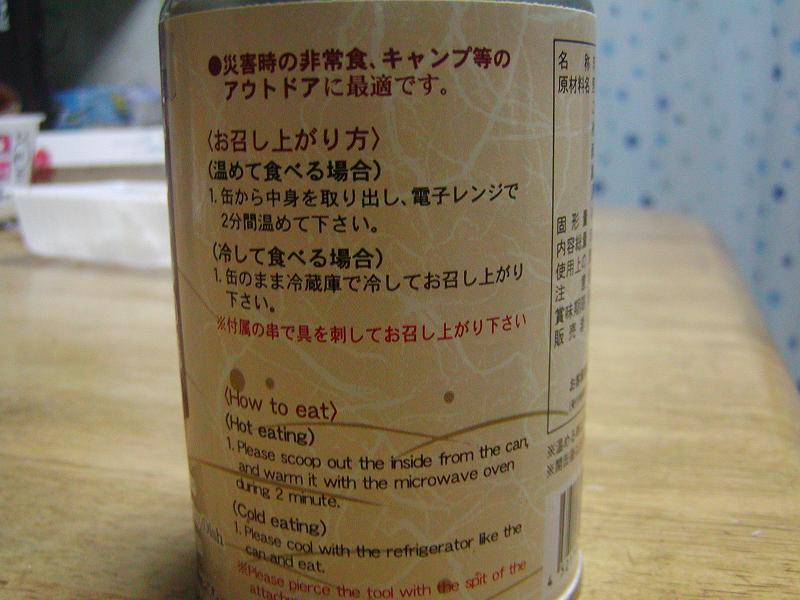 ●災害時の非常食、キャンプ等の
アウトドアに最適です。
〈お召し上がり方〉
(温めて食べる場合)
1. 缶から中身を取り出し、電子レンジで
2分間温めて下さい。
(冷して食べる場合)
1. 缶のまま冷蔵庫で冷してお召し上がり
下さい。
※付属の串で具を刺してお召し上がり下さい
〈How to eat〉
(Hot eating)
1. Please scoop out the inside from the can,
and warm it with the microwave oven
during 2 minute.
(Cold eating)
1. Please cool with the refrigerator like the
can and eat.
※Please pierce the tool with the spit of the
名称
原材料名
固形量
内容総量
使用上の
注
賞味期限
販売者